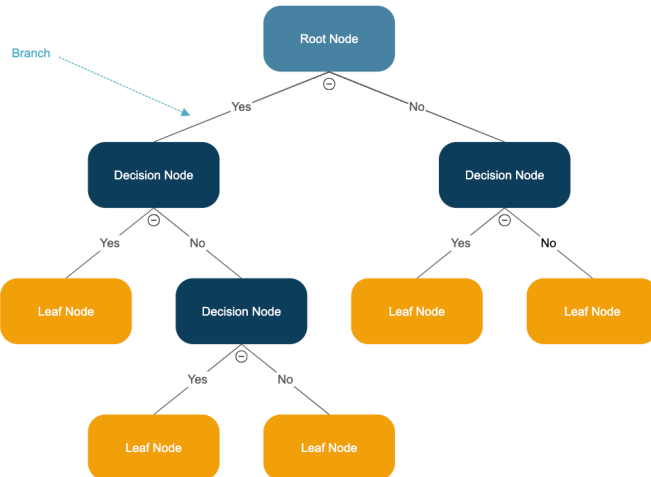 Root Node
Branch
Yes
No
Decision Node
Decision Node
Yes
No
Yes
No
Leaf Node
Decision Node
Leaf Node
Leaf Node
Yes
No
Leaf Node
Leaf Node